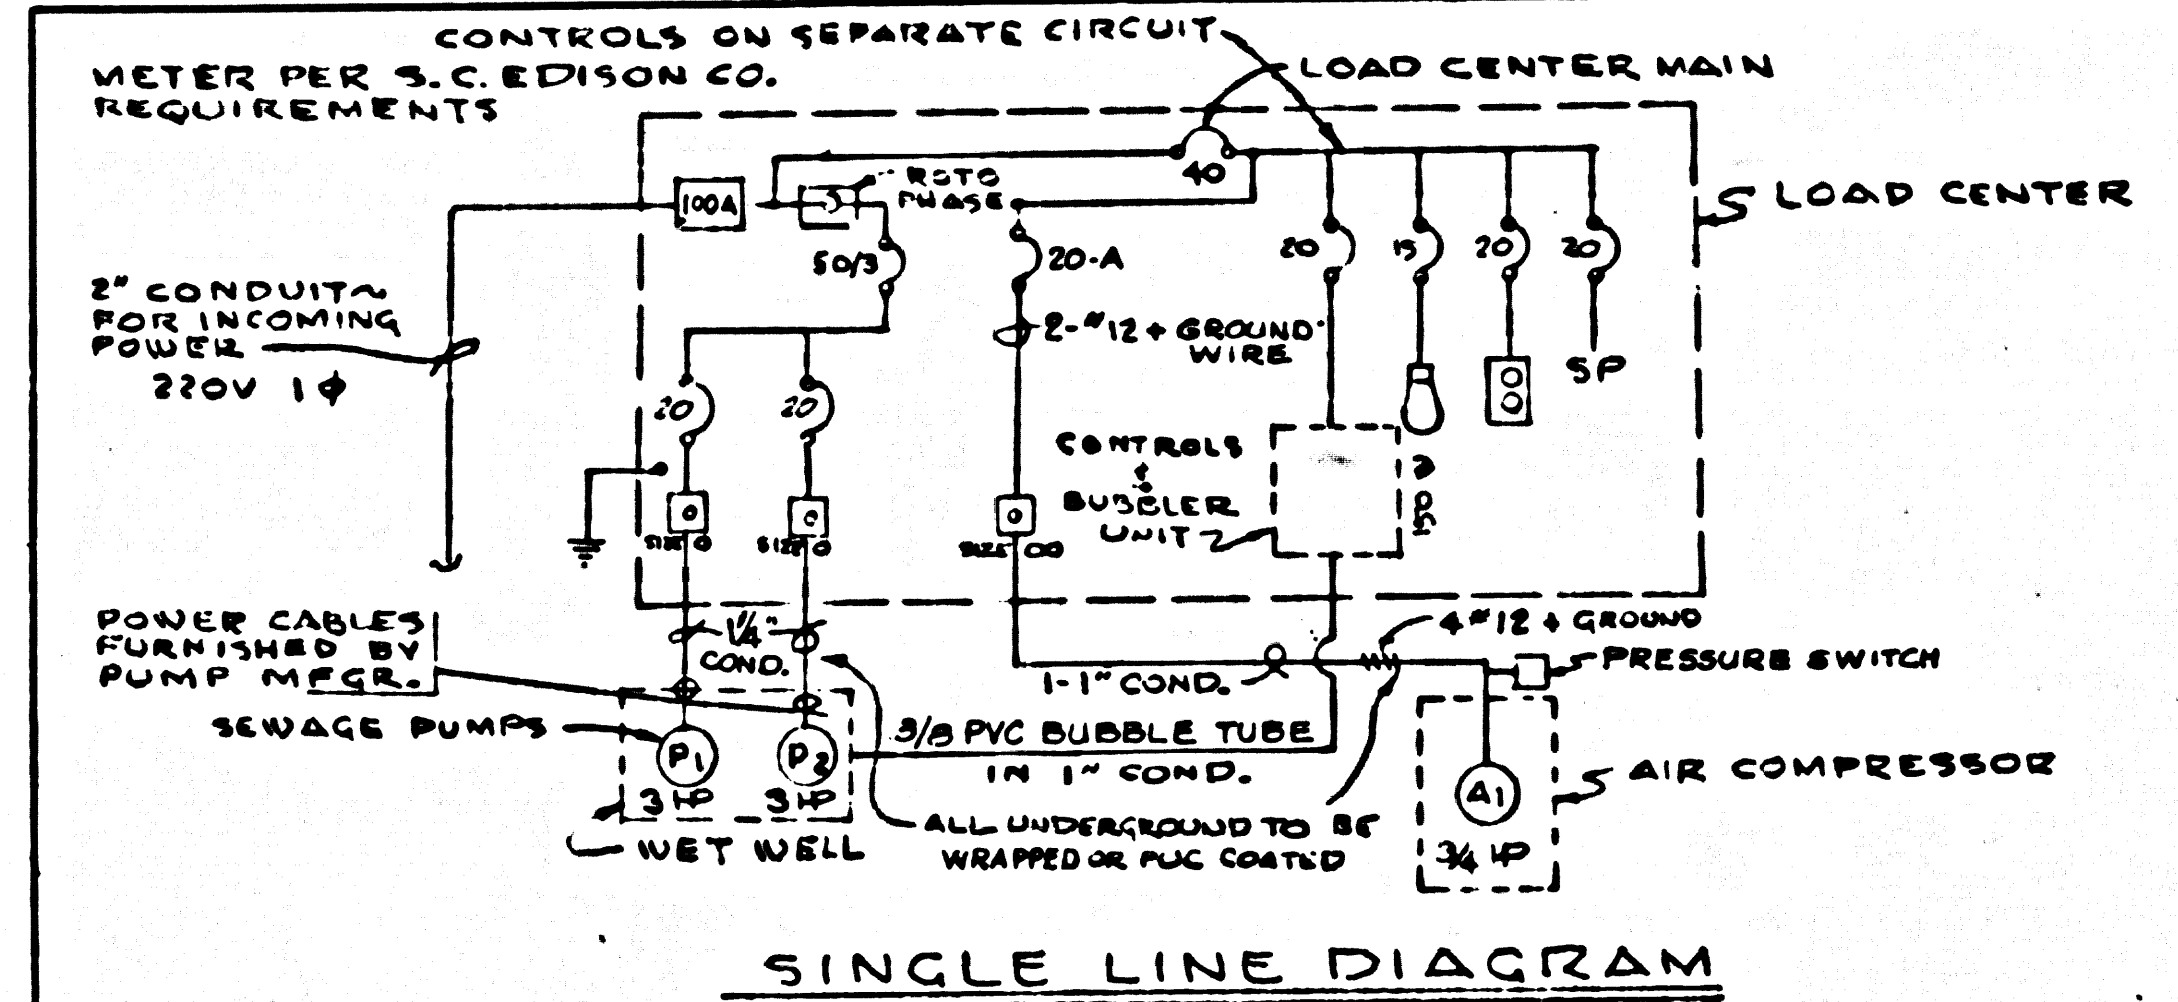 CONTROLS ON SEPARATE CIRCUIT
METER PER S.C. EDISON CO.
REQUIREMENTS
LOAD CENTER MAIN
LOAD CENTER
100A
ROTO
PHASE
40
50/3
20-A
20
15
20
20
2" CONDUIT~
FOR INCOMING
POWER
220V 1 φ
2-#12 + GROUND
WIRE
SP
20
20
CONTROLS
&
BUBBLER
UNIT
SIZE 0
SIZE 0
SIZE 00
POWER CABLES
FURNISHED BY
PUMP MFGR.
1¼"
COND.
4 #12 + GROUND
PRESSURE SWITCH
1-1" COND.
SEWAGE PUMPS
P1
P2
3 HP
3 HP
WET WELL
3/8 PVC BUBBLE TUBE
IN 1" COND.
AIR COMPRESSOR
A1
3/4 HP
ALL UNDERGROUND TO BE
WRAPPED OR PVC COATED
SINGLE LINE DIAGRAM